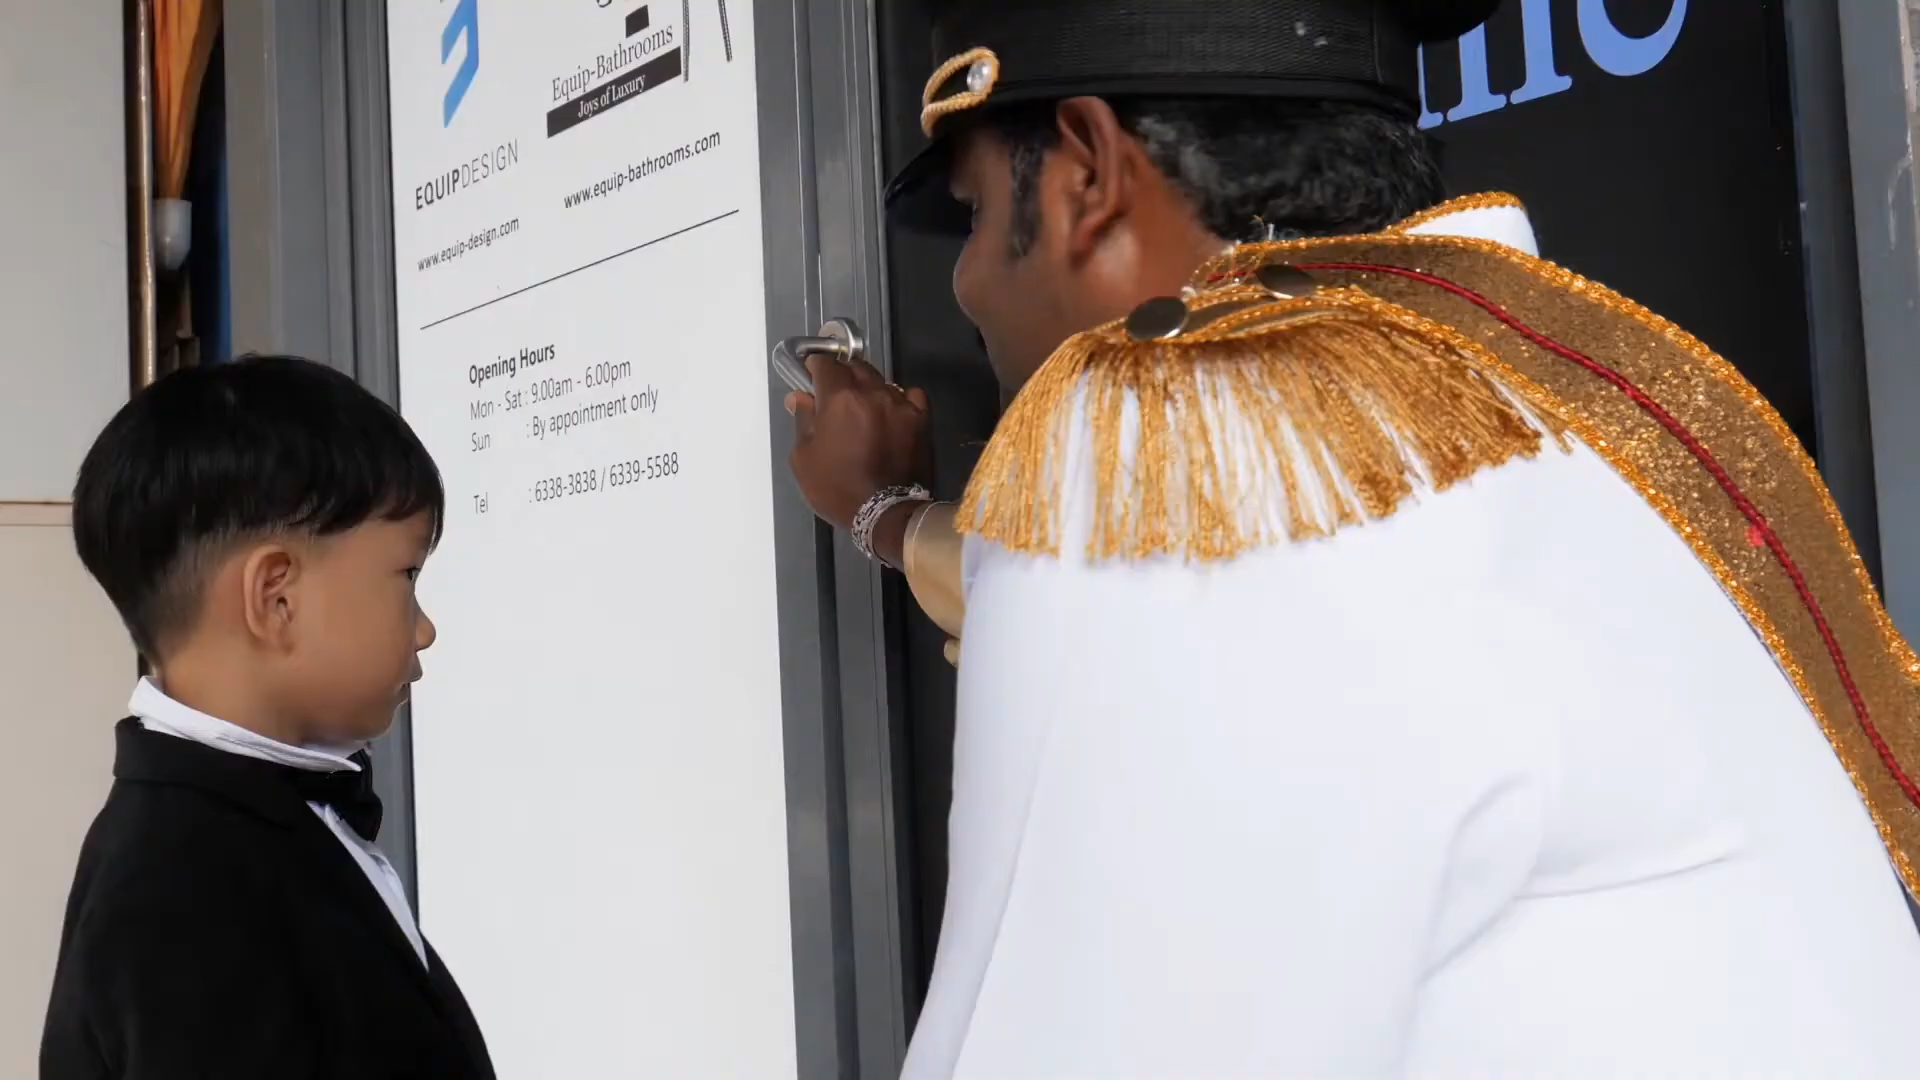 EQUIPDESIGN
www.equip-design.com
Equip-Bathrooms
Joys of Luxury
www.equip-bathrooms.com
Opening Hours
Mon - Sat : 9.00am - 6.00pm
Sun : By appointment only
Tel : 6338-3838 / 6339-5588